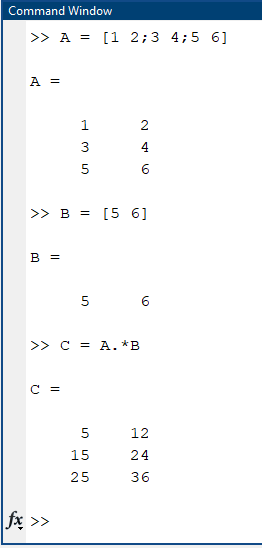 Command Window
>> A = [1 2;3 4;5 6]
A =
1 2
3 4
5 6
>> B = [5 6]
B =
5 6
>> C = A.*B
C =
5 12
15 24
25 36
fx >>